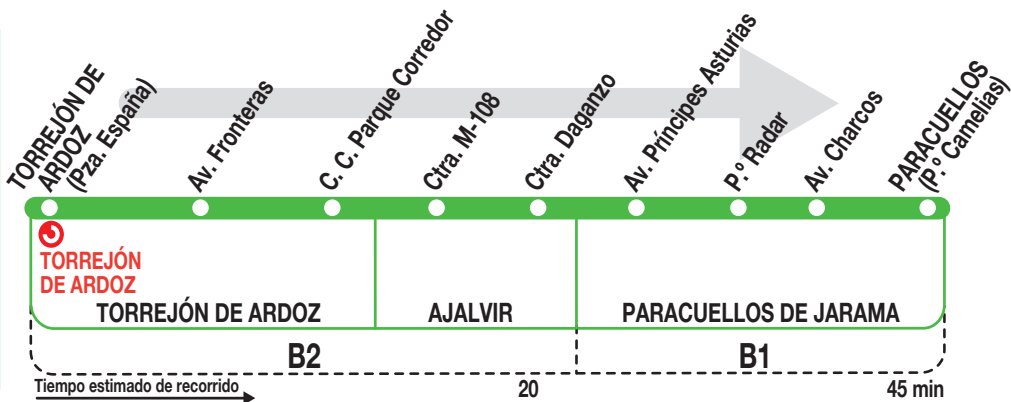 TORREJÓN DE
ARDOZ
(Pza. España)
Av. Fronteras
C. C. Parque Corredor
Ctra. M-108
Ctra. Daganzo
Av. Príncipes Asturias
P.º Radar
Av. Charcos
PARACUELLOS
(P.º Camelias)
TORREJÓN
DE ARDOZ
TORREJÓN DE ARDOZ
AJALVIR
PARACUELLOS DE JARAMA
B2
B1
Tiempo estimado de recorrido
20
45 min